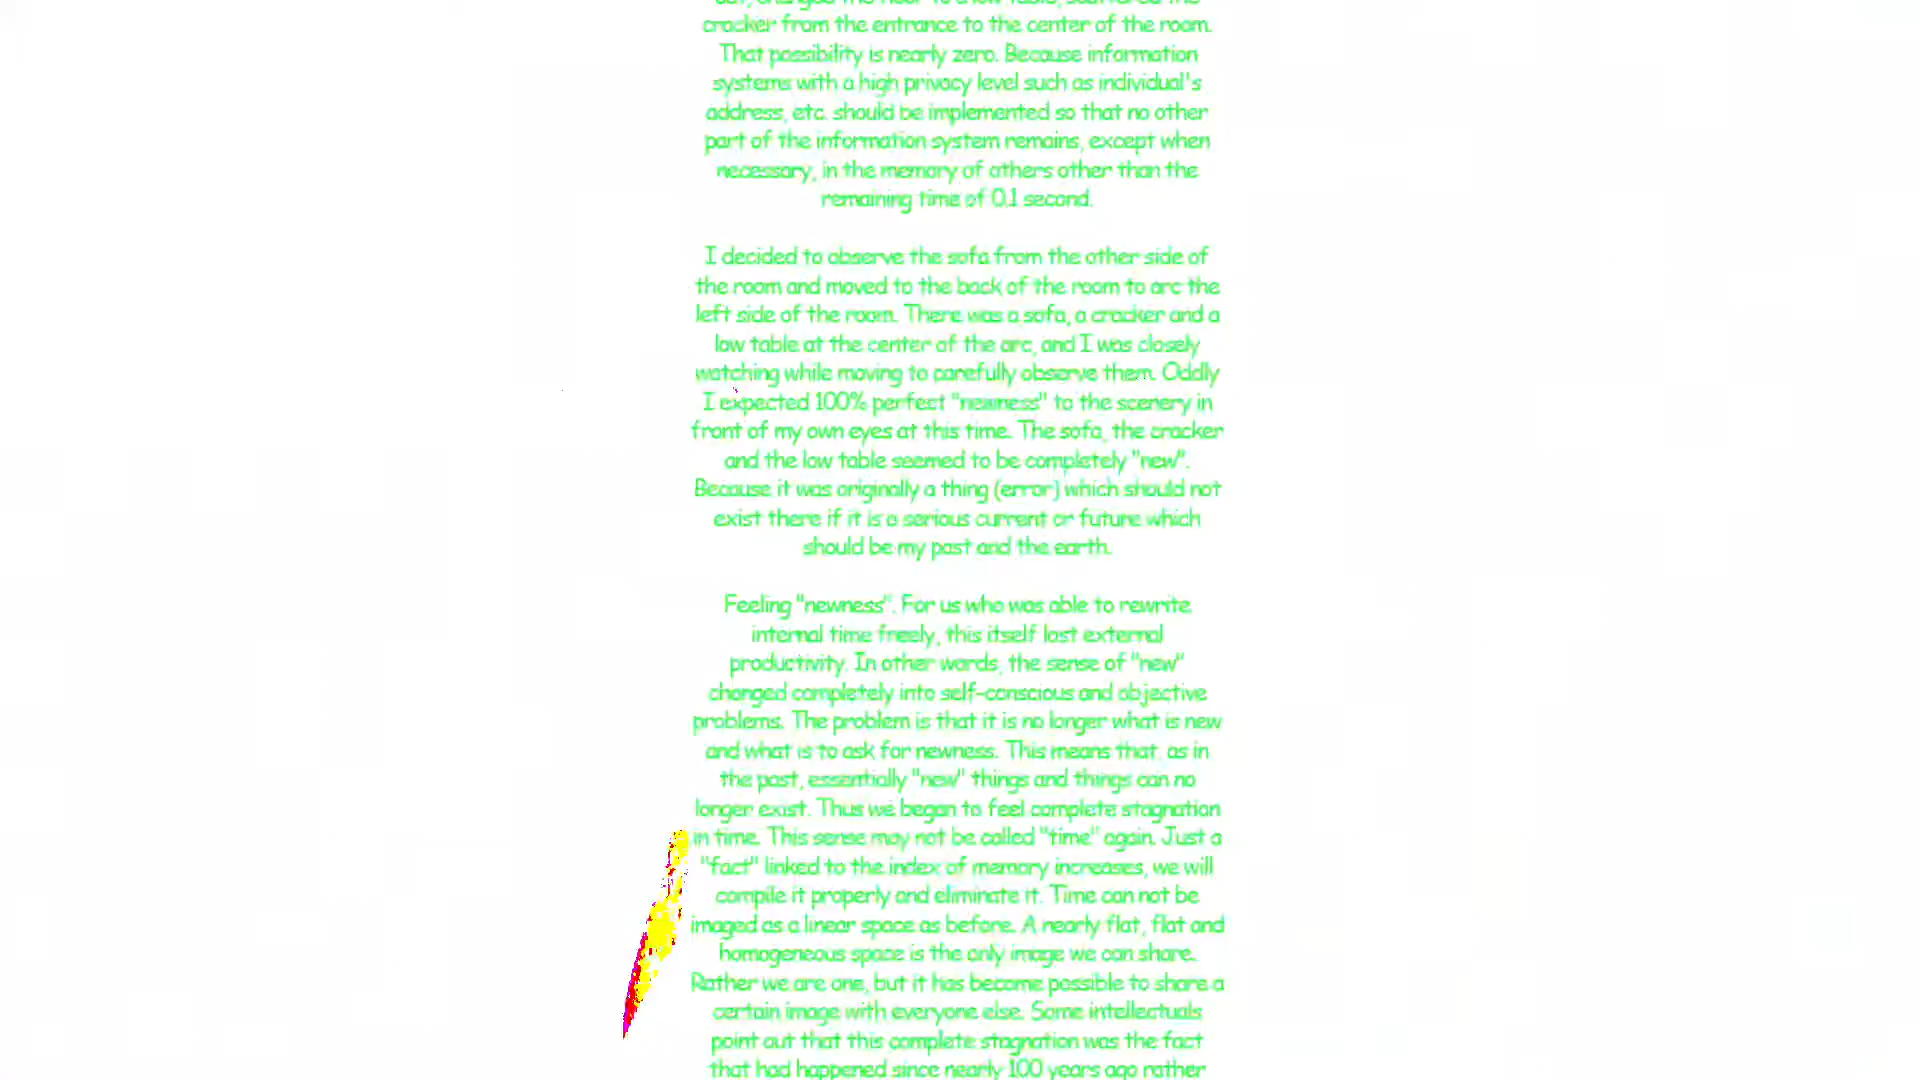 cracker from the entrance to the center of the room.
That possibility is nearly zero. Because information
systems with a high privacy level such as individual's
address, etc. should be implemented so that no other
part of the information system remains, except when
necessary, in the memory of others other than the
remaining time of 0.1 second.
I decided to observe the sofa from the other side of
the room and moved to the back of the room to arc the
left side of the room. There was a sofa, a cracker and a
low table at the center of the arc, and I was closely
watching while moving to carefully observe them. Oddly
I expected 100% perfect "newness" to the scenery in
front of my own eyes at this time. The sofa, the cracker
and the low table seemed to be completely "new".
Because it was originally a thing (error) which should not
exist there if it is a serious current or future which
should be my past and the earth.
Feeling "newness". For us who was able to rewrite
internal time freely, this itself lost external
productivity. In other words, the sense of "new"
changed completely into self-conscious and objective
problems. The problem is that it is no longer what is new
and what is to ask for newness. This means that, as in
the past, essentially "new" things and things can no
longer exist. Thus we began to feel complete stagnation
in time. This sense may not be called "time" again. Just a
"fact" linked to the index of memory increases, we will
compile it properly and eliminate it. Time can not be
imaged as a linear space as before. A nearly flat, flat and
homogeneous space is the only image we can share.
Rather we are one, but it has become possible to share a
certain image with everyone else. Some intellectuals
point out that this complete stagnation was the fact
that had happened since nearly 100 years ago rather